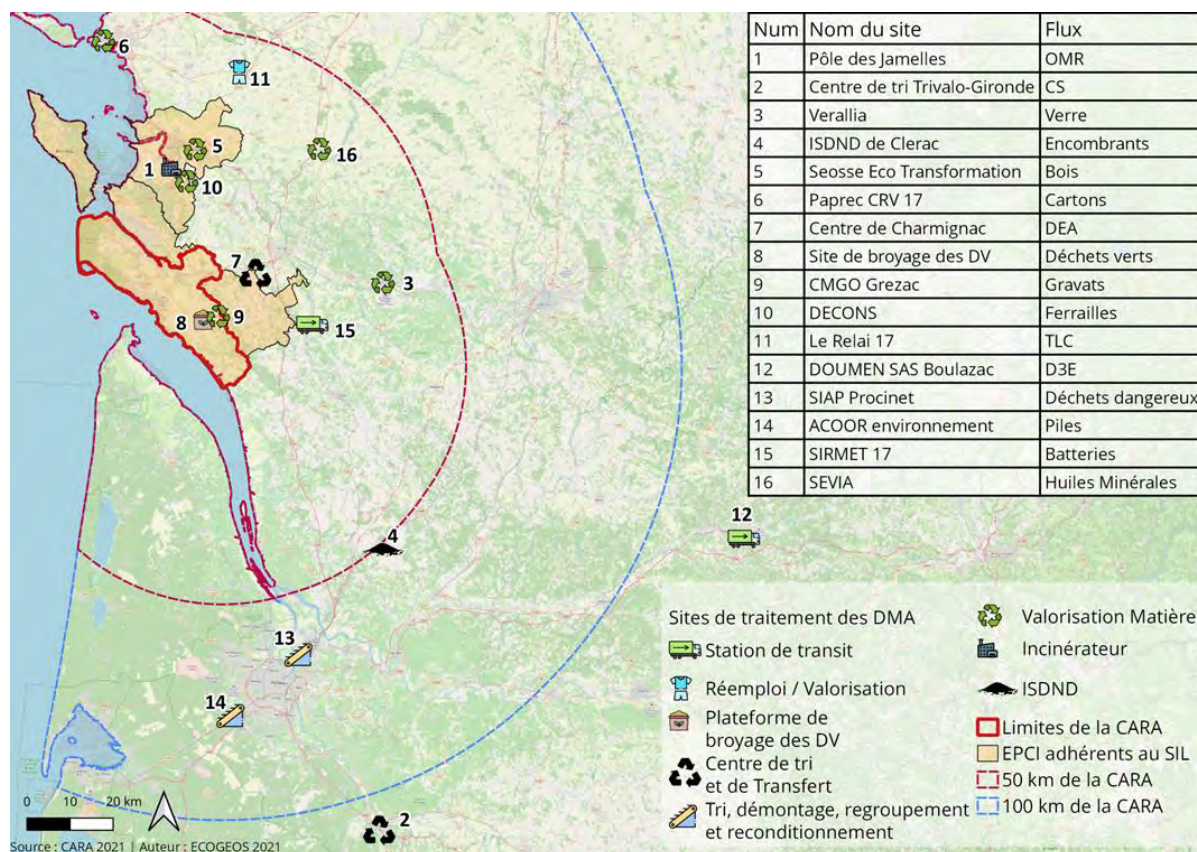 Num Nom du site Flux
1 Pôle des Jamelles OMR
2 Centre de tri Trivalo-Gironde CS
3 Verallia Verre
4 ISDND de Clerac Encombrants
5 Seosse Eco Transformation Bois
6 Paprec CRV 17 Cartons
7 Centre de Charmignac DEA
8 Site de broyage des DV Déchets verts
9 CMGO Grezac Gravats
10 DECONS Ferrailles
11 Le Relai 17 TLC
12 DOUMEN SAS Boulazac D3E
13 SIAP Procinet Déchets dangereux
14 ACOOR environnement Piles
15 SIRMET 17 Batteries
16 SEVIA Huiles Minérales
6
11
5
16
1
10
7
3
8
9
15
4
12
13
14
2
Sites de traitement des DMA
Station de transit
Réemploi / Valorisation
Plateforme de
broyage des DV
Centre de tri
et de Transfert
Tri, démontage, regroupement
et reconditionnement
Valorisation Matière
Incinérateur
ISDND
Limites de la CARA
EPCI adhérents au SIL
50 km de la CARA
100 km de la CARA
0 10 20 km
Source : CARA 2021 | Auteur : ECOGEOS 2021